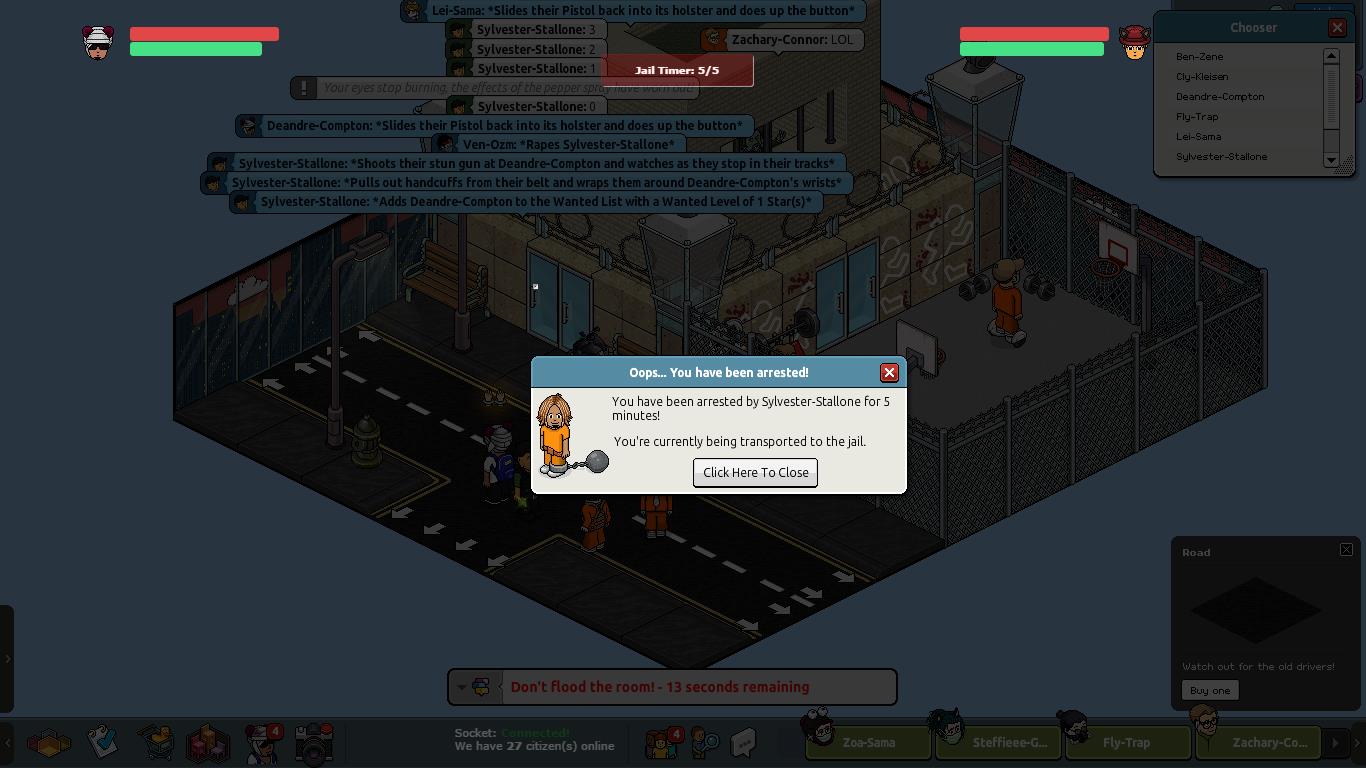 Lei-Sama: *Slides their Pistol back into its holster and does up the button*
Sylvester-Stallone: 3
Zachary-Connor: LOL
Sylvester-Stallone: 2
Sylvester-Stallone: 1
Jail Timer: 5/5
Your eyes stop burning, the effects of the pepper spray have worn out!
Sylvester-Stallone: 0
Deandre-Compton: *Slides their Pistol back into its holster and does up the button*
Ven-Ozm: *Rapes Sylvester-Stallone*
Sylvester-Stallone: *Shoots their stun gun at Deandre-Compton and watches as they stop in their tracks*
Sylvester-Stallone: *Pulls out handcuffs from their belt and wraps them around Deandre-Compton's wrists*
Sylvester-Stallone: *Adds Deandre-Compton to the Wanted List with a Wanted Level of 1 Star(s)*
Chooser
Ben-Zene
Cly-Kleisen
Deandre-Compton
Fly-Trap
Lei-Sama
Sylvester-Stallone
Oops... You have been arrested!
You have been arrested by Sylvester-Stallone for 5
minutes!
You're currently being transported to the jail.
Click Here To Close
Road
Watch out for the old drivers!
Buy one
Don't flood the room! - 13 seconds remaining
4
Socket: Connected!
We have 27 citizen(s) online
4
Zoa-Sama
Steffieee-G...
Fly-Trap
Zachary-Co...